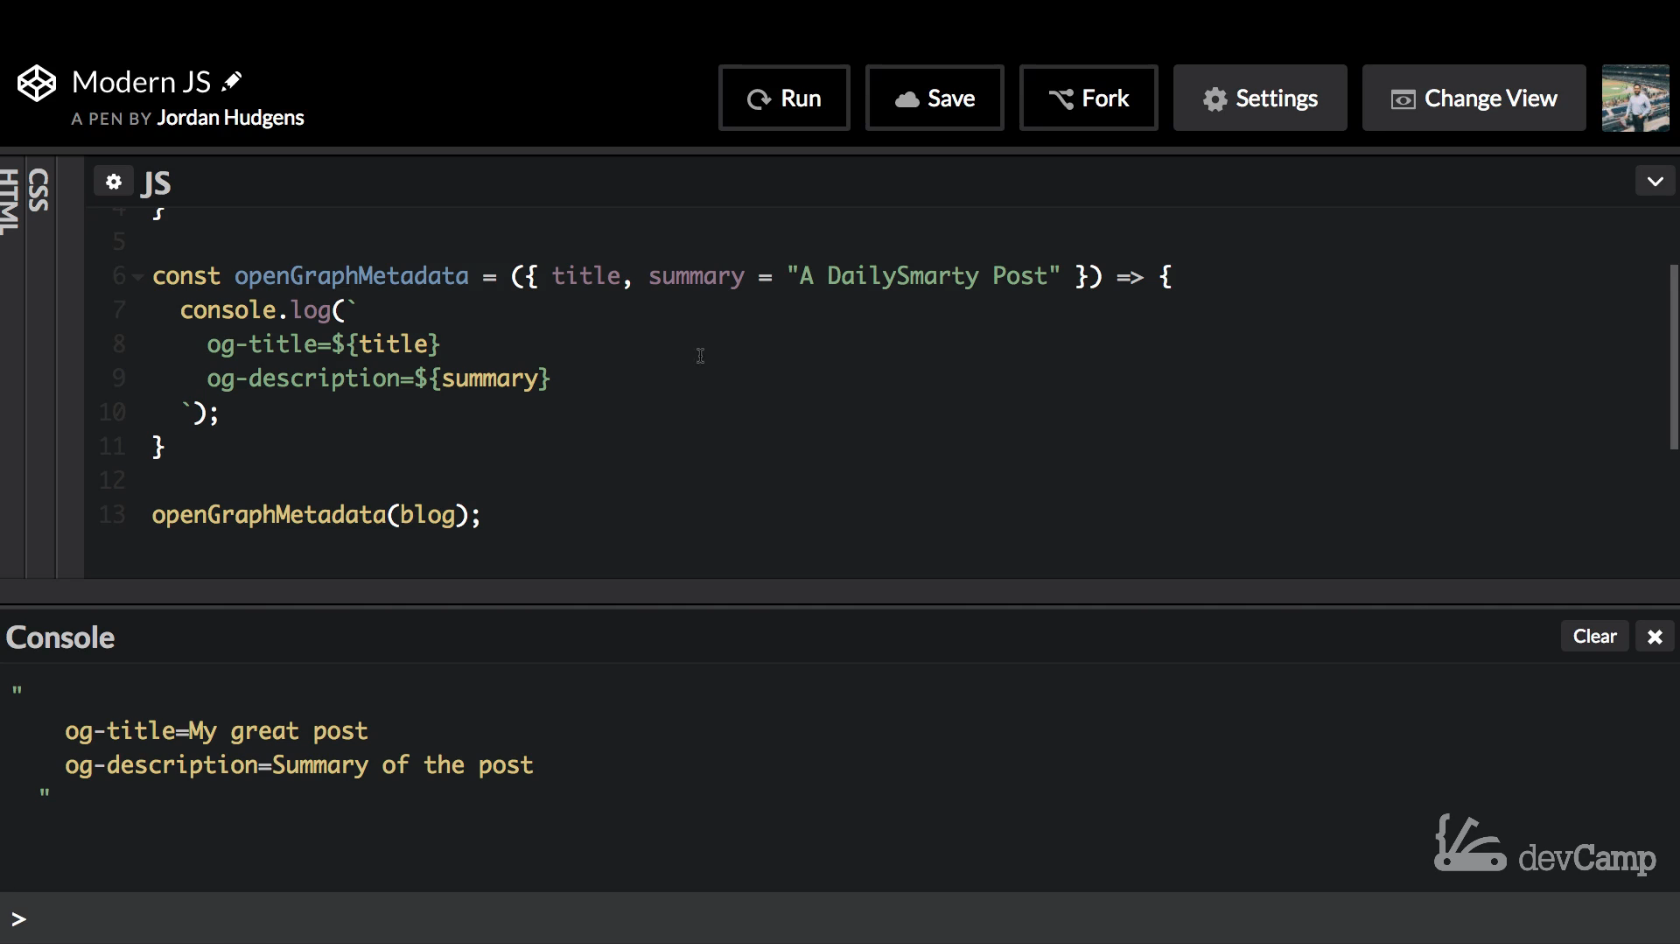 Modern JS
A PEN BY Jordan Hudgens
Run
Save
Fork
Settings
Change View
HTML
CSS
JS
4 }
5
6 const openGraphMetadata = ({ title, summary = "A DailySmarty Post" }) => {
7   console.log(`
8     og-title=${title}
9     og-description=${summary}
10   `);
11 }
12
13 openGraphMetadata(blog);
Console
Clear
"
    og-title=My great post
    og-description=Summary of the post
  "
devCamp
>